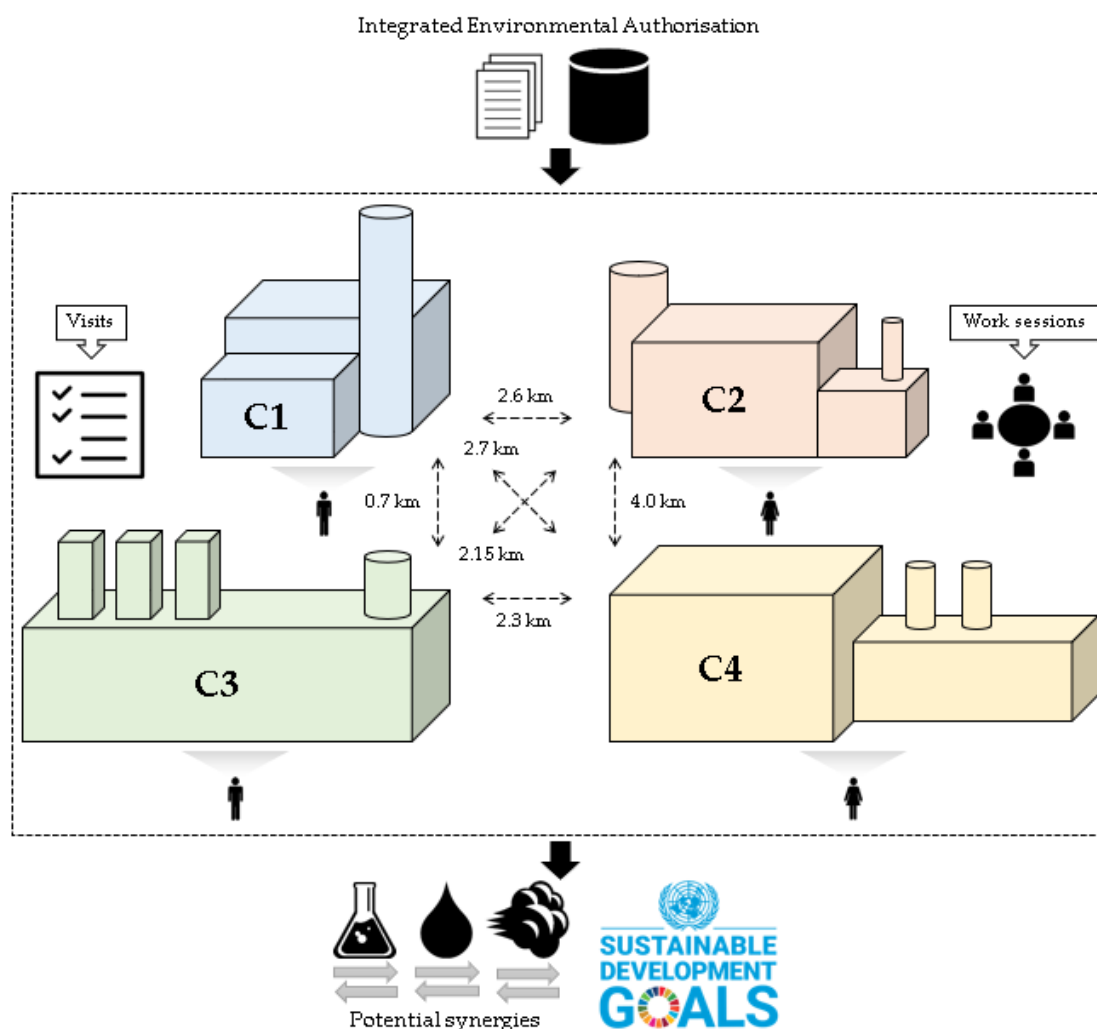 Integrated Environmental Authorisation
Visits
Work sessions
C1
C2
2.6 km
2.7 km
0.7 km
4.0 km
2.15 km
2.3 km
C3
C4
Potential synergies
SUSTAINABLE
DEVELOPMENT
GOALS